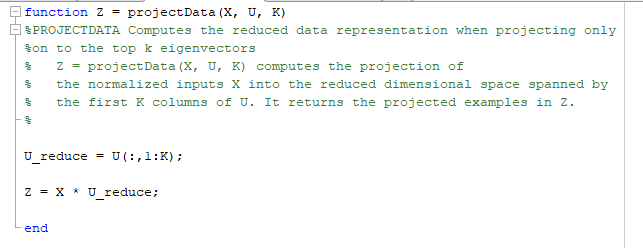 function Z = projectData(X, U, K)
%PROJECTDATA Computes the reduced data representation when projecting only
%on to the top k eigenvectors
%   Z = projectData(X, U, K) computes the projection of
%   the normalized inputs X into the reduced dimensional space spanned by
%   the first K columns of U. It returns the projected examples in Z.
%
U_reduce = U(:,1:K);
Z = X * U_reduce;
end